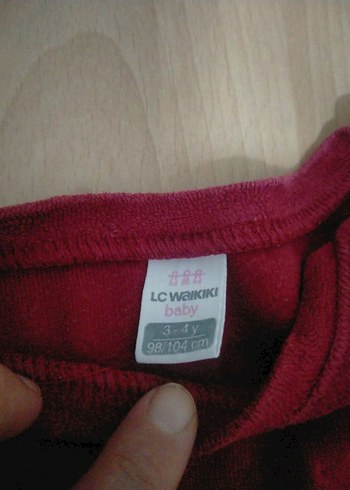 LC WAIKIKI
baby
3 - 4 y
98/104 cm